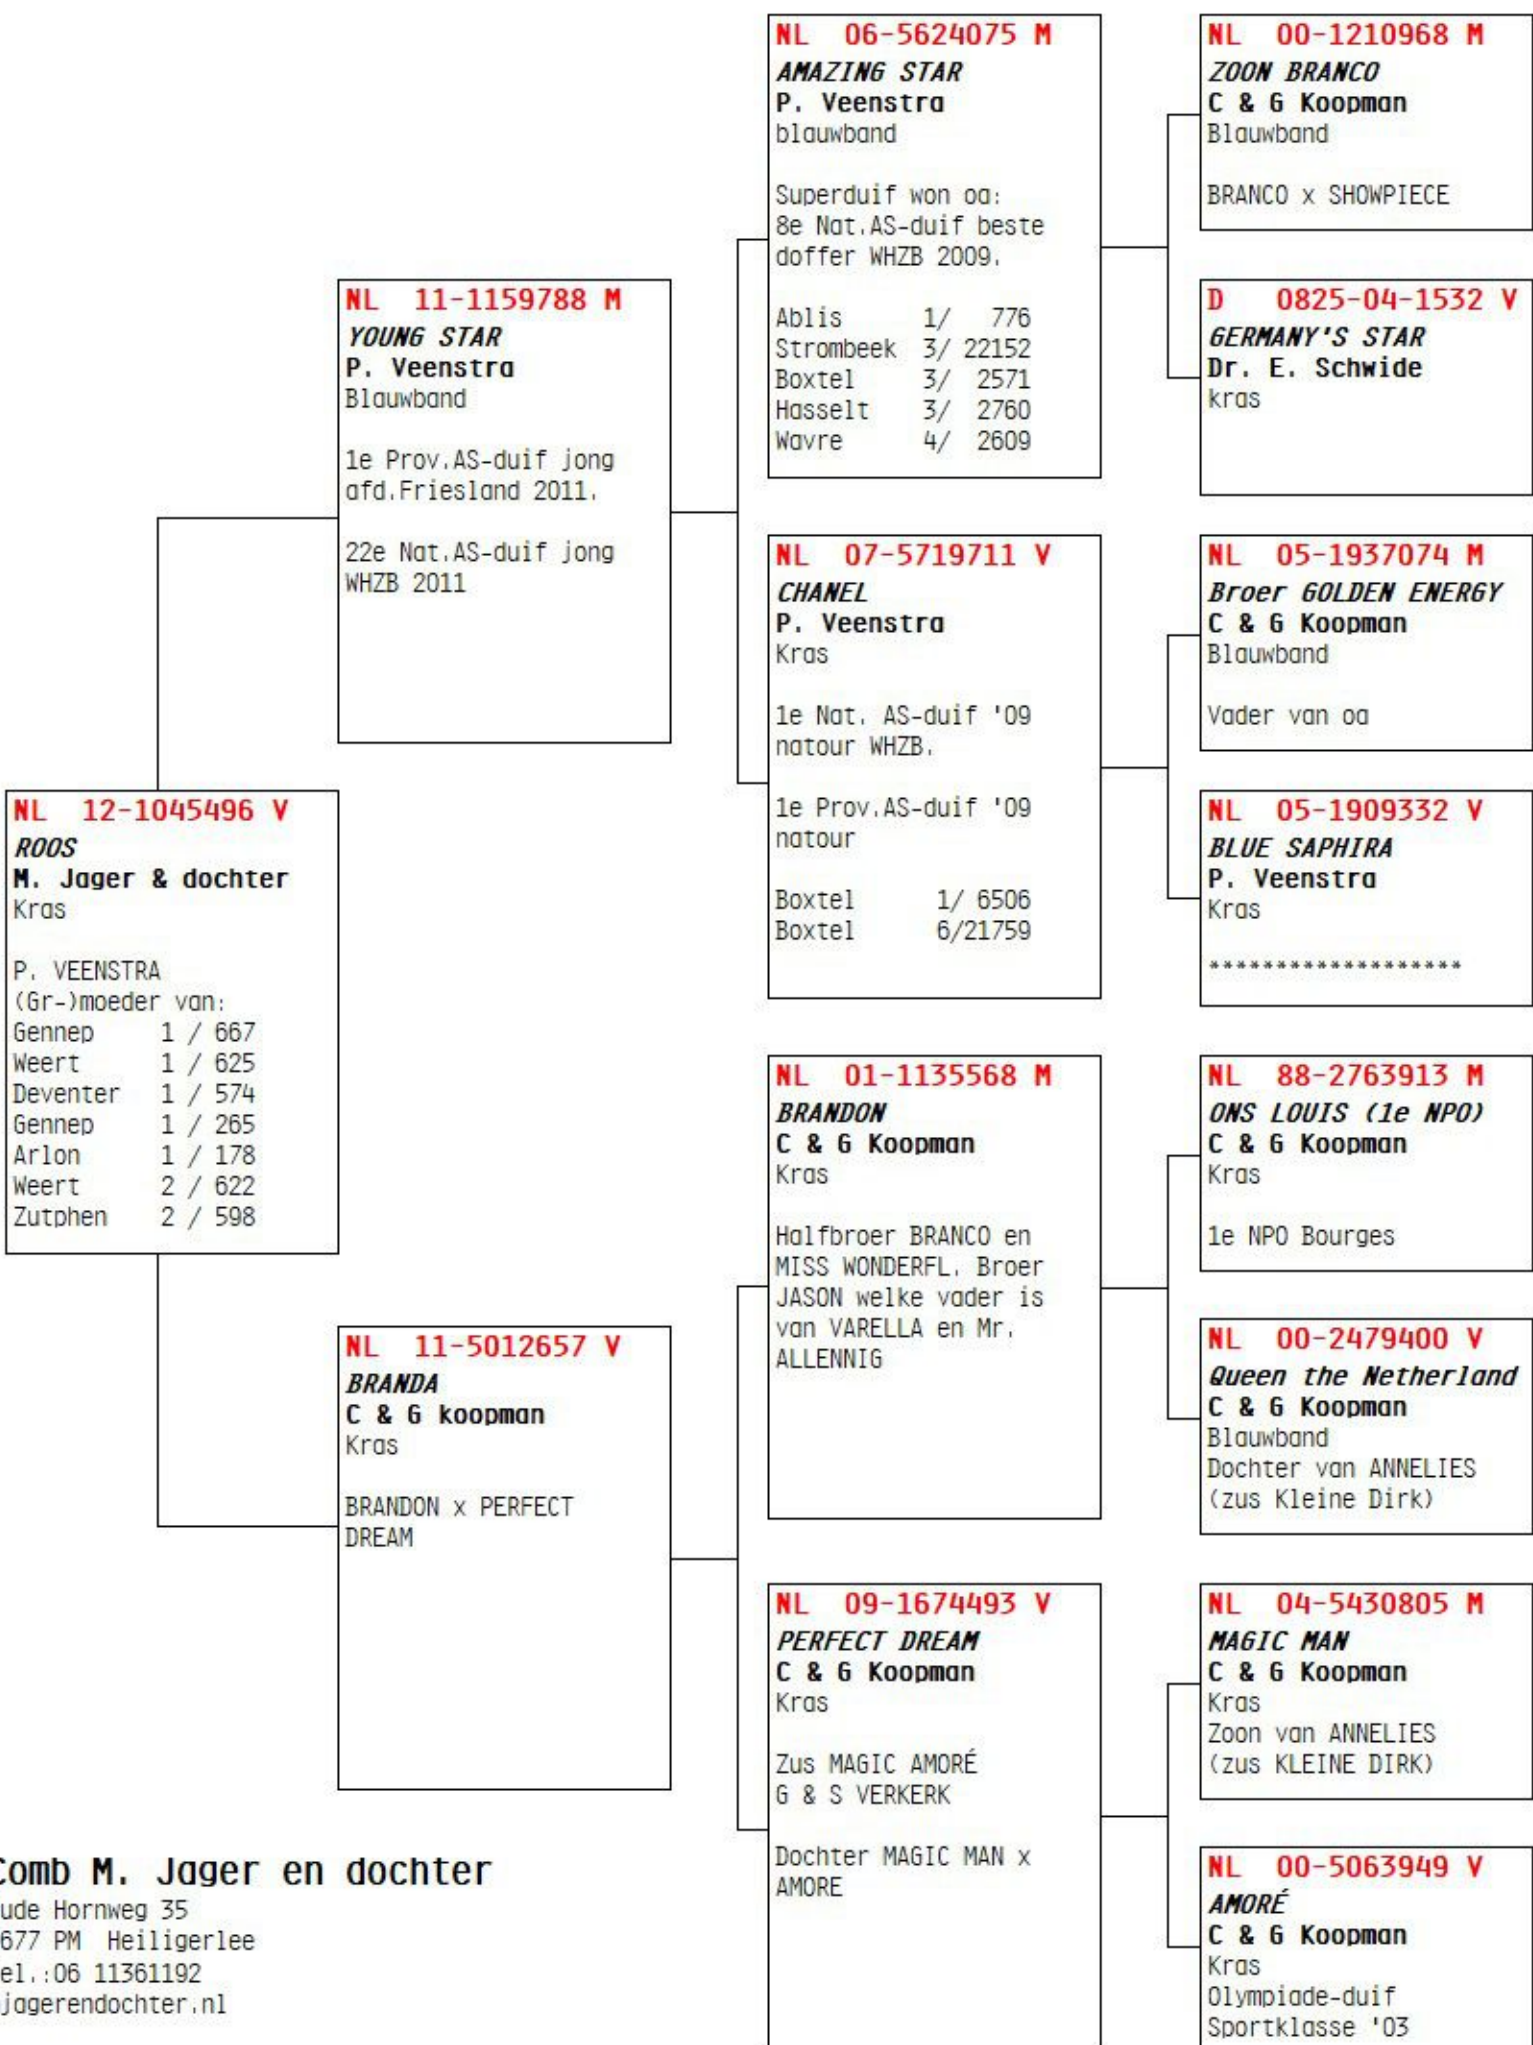 NL 06-5624075 M
AMAZING STAR
P. Veenstra
blauwband
Superduif won oa:
8e Nat.AS-duif beste
doffer WHZB 2009.
Ablis 1/ 776
Strombeek 3/ 22152
Boxtel 3/ 2571
Hasselt 3/ 2760
Wavre 4/ 2609
NL 00-1210968 M
ZOON BRANCO
C & G Koopman
Blauwband
BRANCO x SHOWPIECE
D 0825-04-1532 V
GERMANY'S STAR
Dr. E. Schwide
kras
NL 11-1159788 M
YOUNG STAR
P. Veenstra
Blauwband
1e Prov.AS-duif jong
afd.Friesland 2011.
22e Nat.AS-duif jong
WHZB 2011
NL 07-5719711 V
CHANEL
P. Veenstra
Kras
1e Nat. AS-duif '09
natour WHZB.
1e Prov.AS-duif '09
natour
Boxtel 1/ 6506
Boxtel 6/21759
NL 05-1937074 M
Broer GOLDEN ENERGY
C & G Koopman
Blauwband
Vader van oa
NL 05-1909332 V
BLUE SAPHIRA
P. Veenstra
Kras
*******************
NL 12-1045496 V
ROOS
M. Jager & dochter
Kras
P. VEENSTRA
(Gr-)moeder van:
Gennep 1 / 667
Weert 1 / 625
Deventer 1 / 574
Gennep 1 / 265
Arlon 1 / 178
Weert 2 / 622
Zutphen 2 / 598
NL 01-1135568 M
BRANDON
C & G Koopman
Kras
Halfbroer BRANCO en
MISS WONDERFL. Broer
JASON welke vader is
van VARELLA en Mr.
ALLENNIG
NL 88-2763913 M
ONS LOUIS (1e NPO)
C & G Koopman
Kras
1e NPO Bourges
NL 00-2479400 V
Queen the Netherland
C & G Koopman
Blauwband
Dochter van ANNELIES
(zus Kleine Dirk)
NL 11-5012657 V
BRANDA
C & G koopman
Kras
BRANDON x PERFECT
DREAM
NL 09-1674493 V
PERFECT DREAM
C & G Koopman
Kras
Zus MAGIC AMORÉ
G & S VERKERK
Dochter MAGIC MAN x
AMORE
NL 04-5430805 M
MAGIC MAN
C & G Koopman
Kras
Zoon van ANNELIES
(zus KLEINE DIRK)
NL 00-5063949 V
AMORÉ
C & G Koopman
Kras
Olympiade-duif
Sportklasse '03
Comb M. Jager en dochter
ude Hornweg 35
677 PM Heiligerlee
el.:06 11361192
jagerendochter.nl